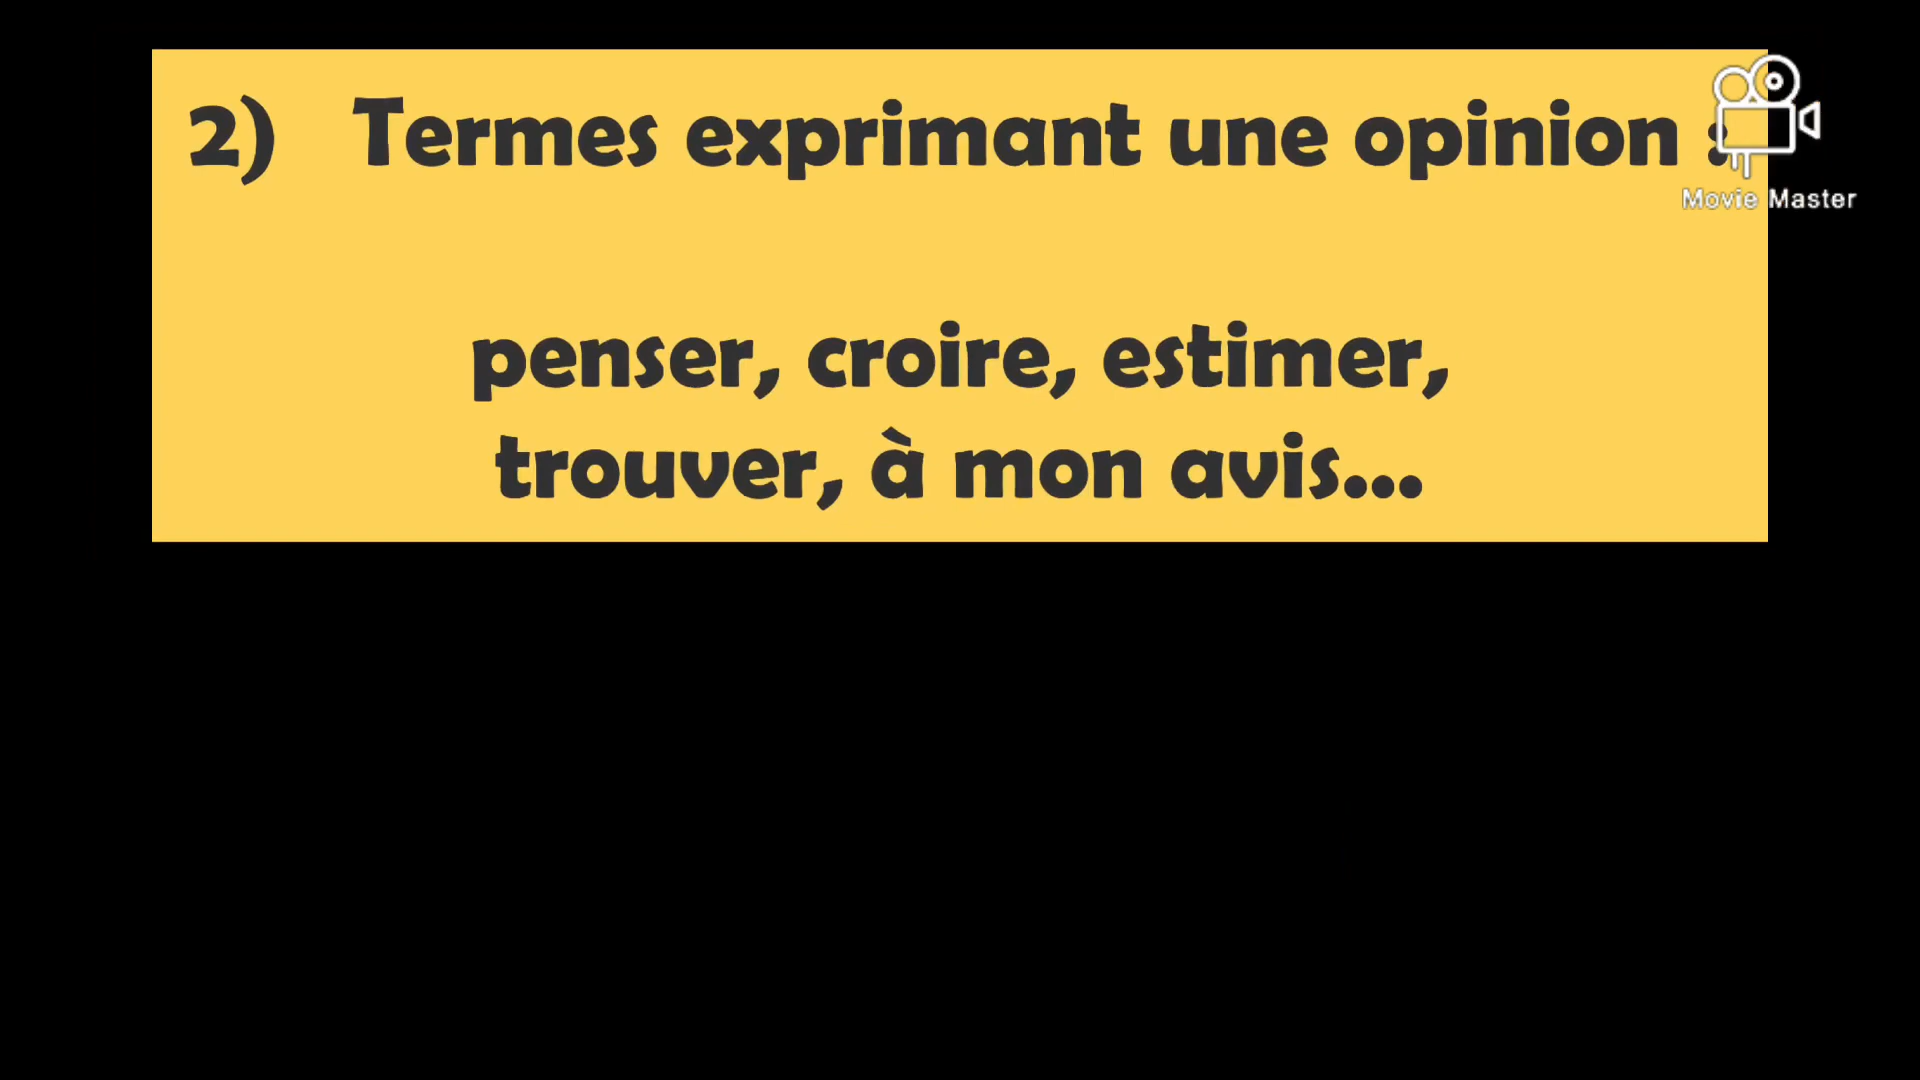 2) Termes exprimant une opinion :
Movie Master
penser, croire, estimer,
trouver, à mon avis...